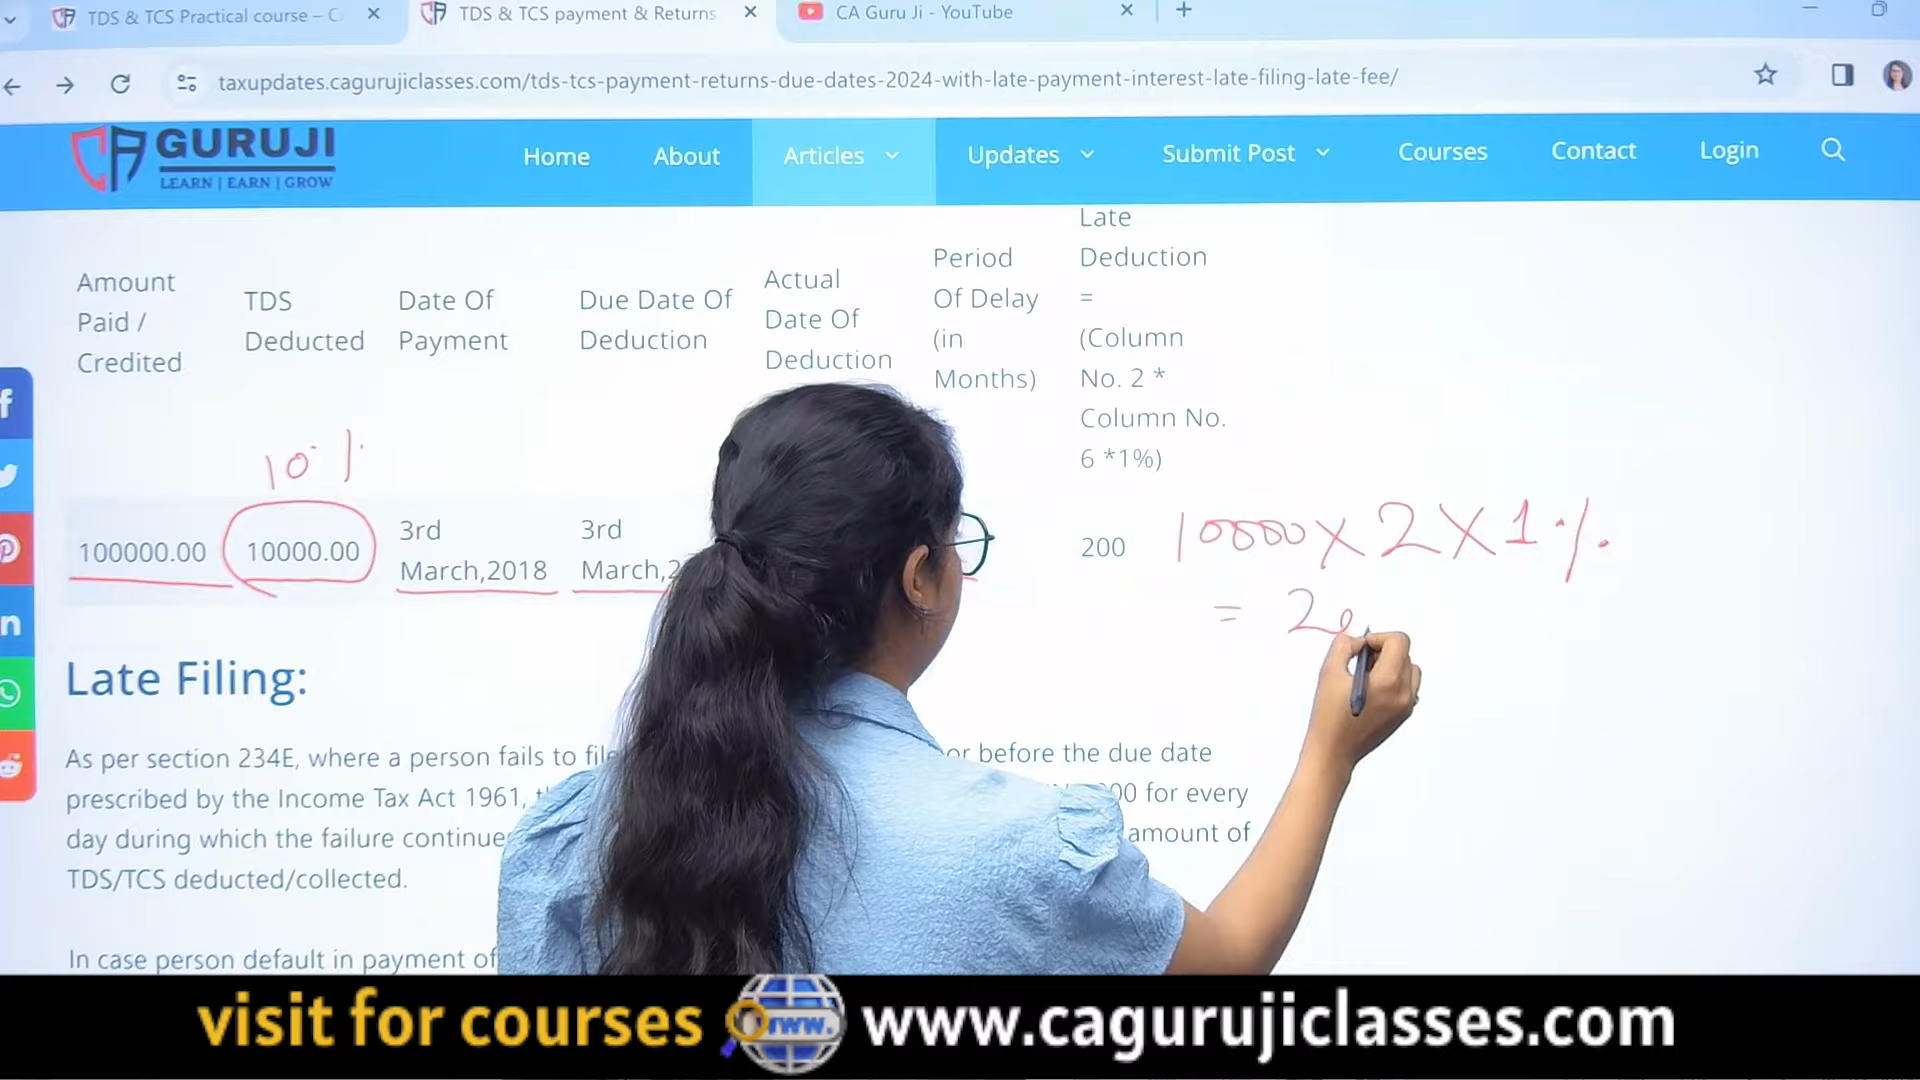 TDS & TCS Practical course – C
TDS & TCS payment & Returns
CA Guru Ji - YouTube
taxupdates.cagurujiclasses.com/tds-tcs-payment-returns-due-dates-2024-with-late-payment-interest-late-filing-late-fee/
CA GURUJI
LEARN | EARN | GROW
Home
About
Articles
Updates
Submit Post
Courses
Contact
Login
Amount
Paid /
Credited
TDS
Deducted
Date Of
Payment
Due Date Of
Deduction
Actual
Date Of
Deduction
Period
Of Delay
(in
Months)
Late
Deduction
=
(Column
No. 2 *
Column No.
6 *1%)
10 %
100000.00
10000.00
3rd
March,2018
3rd
March,2
200
10000 X 2 X 1 %
= 20
Late Filing:
As per section 234E, where a person fails to file or before the due date
prescribed by the Income Tax Act 1961, 00 for every
day during which the failure continue amount of
TDS/TCS deducted/collected.
In case person default in payment of
visit for courses www. www.cagurujiclasses.com